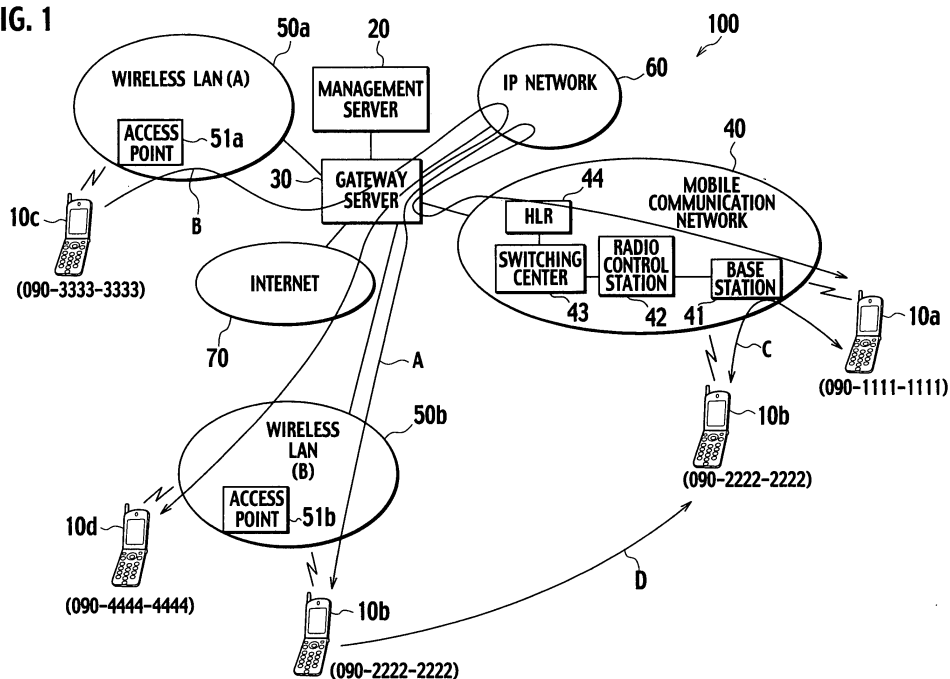 IG. 1
50a
20
100
WIRELESS LAN (A)
MANAGEMENT
SERVER
IP NETWORK
60
ACCESS
POINT
51a
40
30
GATEWAY
SERVER
44
MOBILE
COMMUNICATION
NETWORK
B
10c
HLR
SWITCHING
CENTER
RADIO
CONTROL
STATION
BASE
STATION
(090-3333-3333)
INTERNET
43
42
41
10a
70
A
C
(090-1111-1111)
50b
10b
WIRELESS
LAN
(B)
(090-2222-2222)
ACCESS
POINT
51b
10d
D
(090-4444-4444)
10b
(090-2222-2222)